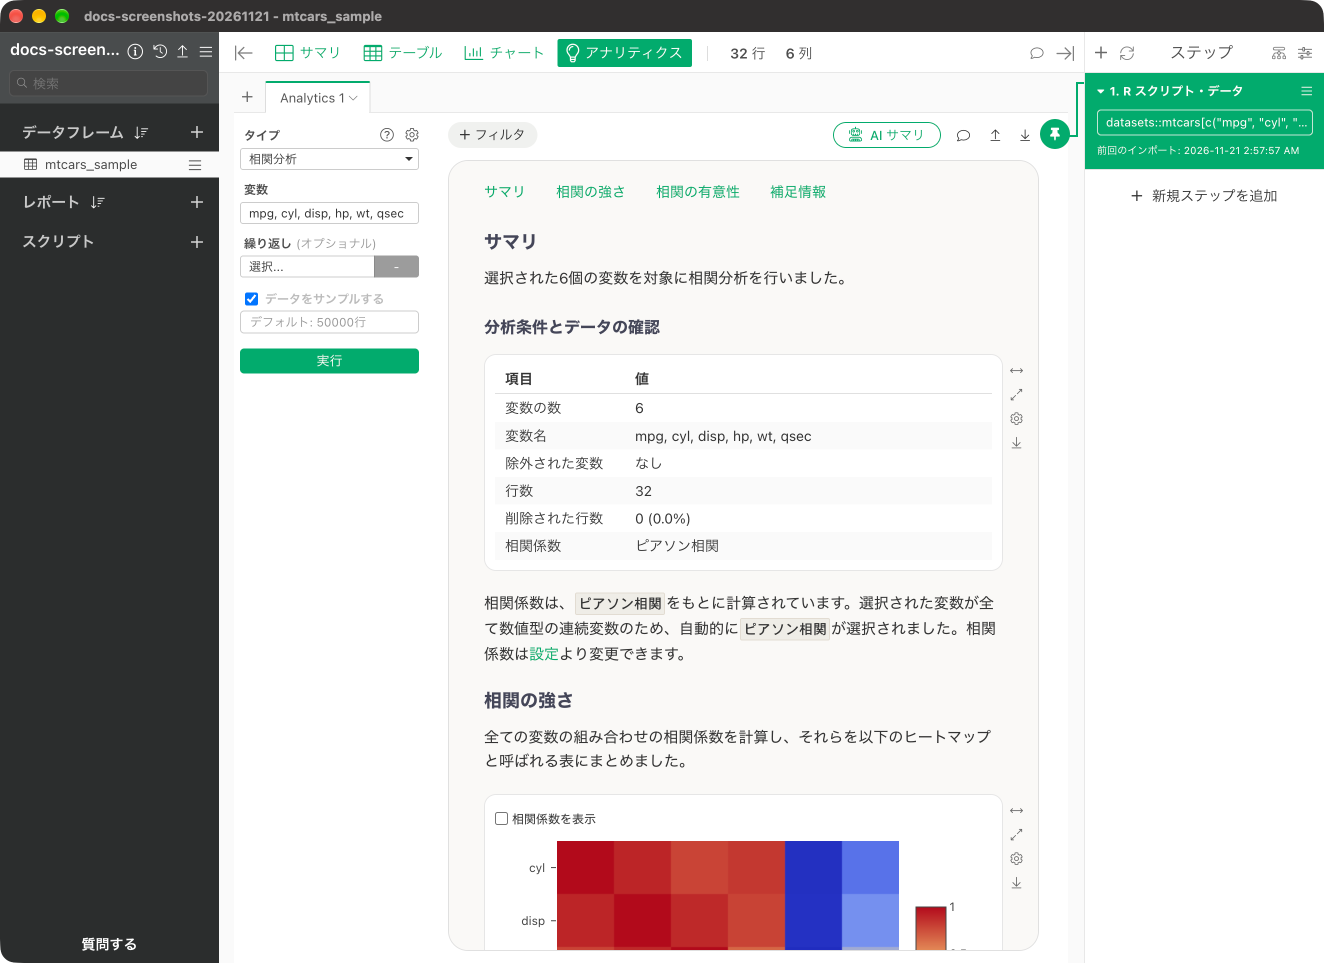 docs-screenshots-20261121 - mtcars_sample
docs-screen...
検索
データフレーム
mtcars_sample
レポート
スクリプト
質問する
サマリ
テーブル
チャート
アナリティクス
32 行
6 列
Analytics 1
タイプ
相関分析
変数
mpg, cyl, disp, hp, wt, qsec
繰り返し (オプショナル)
選択...
-
データをサンプルする
デフォルト: 50000行
実行
+ フィルタ
AI サマリ
サマリ
相関の強さ
相関の有意性
補足情報
サマリ
選択された6個の変数を対象に相関分析を行いました。
分析条件とデータの確認
項目 値
変数の数 6
変数名 mpg, cyl, disp, hp, wt, qsec
除外された変数 なし
行数 32
削除された行数 0 (0.0%)
相関係数 ピアソン相関
相関係数は、 ピアソン相関 をもとに計算されています。選択された変数が全
て数値型の連続変数のため、自動的に ピアソン相関 が選択されました。相関
係数は設定より変更できます。
相関の強さ
全ての変数の組み合わせの相関係数を計算し、それらを以下のヒートマップ
と呼ばれる表にまとめました。
相関係数を表示
cyl
disp
1
ステップ
1. R スクリプト・データ
datasets::mtcars[c("mpg", "cyl", "...
前回のインポート: 2026-11-21 2:57:57 AM
+ 新規ステップを追加